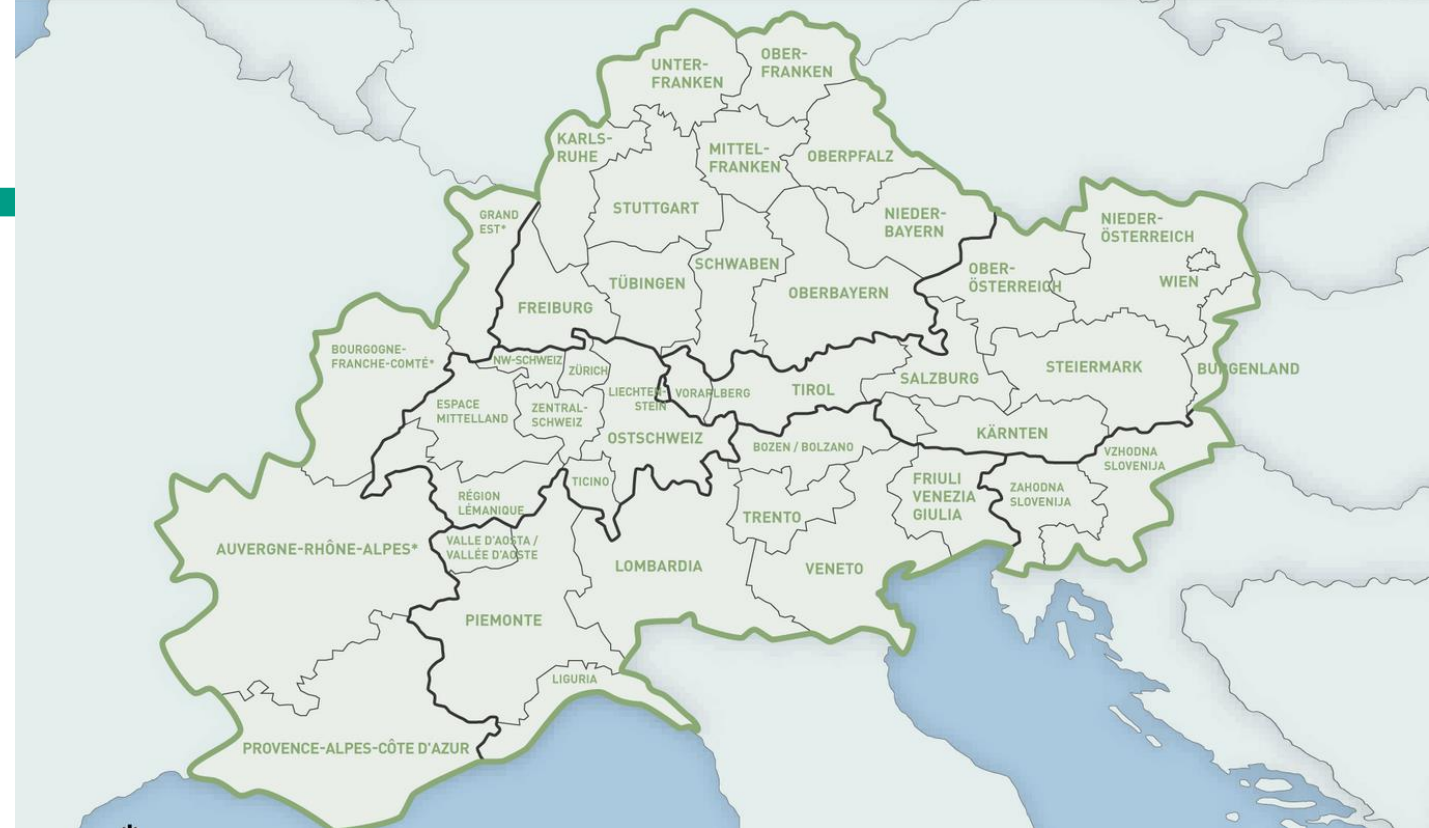 UNTER-
FRANKEN
OBER-
FRANKEN
KARLS-
RUHE
MITTEL-
FRANKEN
OBERPFALZ
GRAND
EST*
STUTTGART
NIEDER-
BAYERN
NIEDER-
ÖSTERREICH
SCHWABEN
TÜBINGEN
OBER-
ÖSTERREICH
WIEN
FREIBURG
OBERBAYERN
BOURGOGNE-
FRANCHE-COMTÉ*
NW-SCHWEIZ
ZÜRICH
STEIERMARK
BURGENLAND
LIECHTEN-
STEIN
VORARLBERG
TIROL
SALZBURG
ESPACE
MITTELLAND
ZENTRAL-
SCHWEIZ
OSTSCHWEIZ
BOZEN / BOLZANO
KÄRNTEN
VZHODNA
SLOVENIJA
RÉGION
LÉMANIQUE
TICINO
FRIULI
VENEZIA
GIULIA
ZAHODNA
SLOVENIJA
TRENTO
AUVERGNE-RHÔNE-ALPES*
VALLE D'AOSTA /
VALLÉE D'AOSTE
LOMBARDIA
VENETO
PIEMONTE
LIGURIA
PROVENCE-ALPES-CÔTE D'AZUR